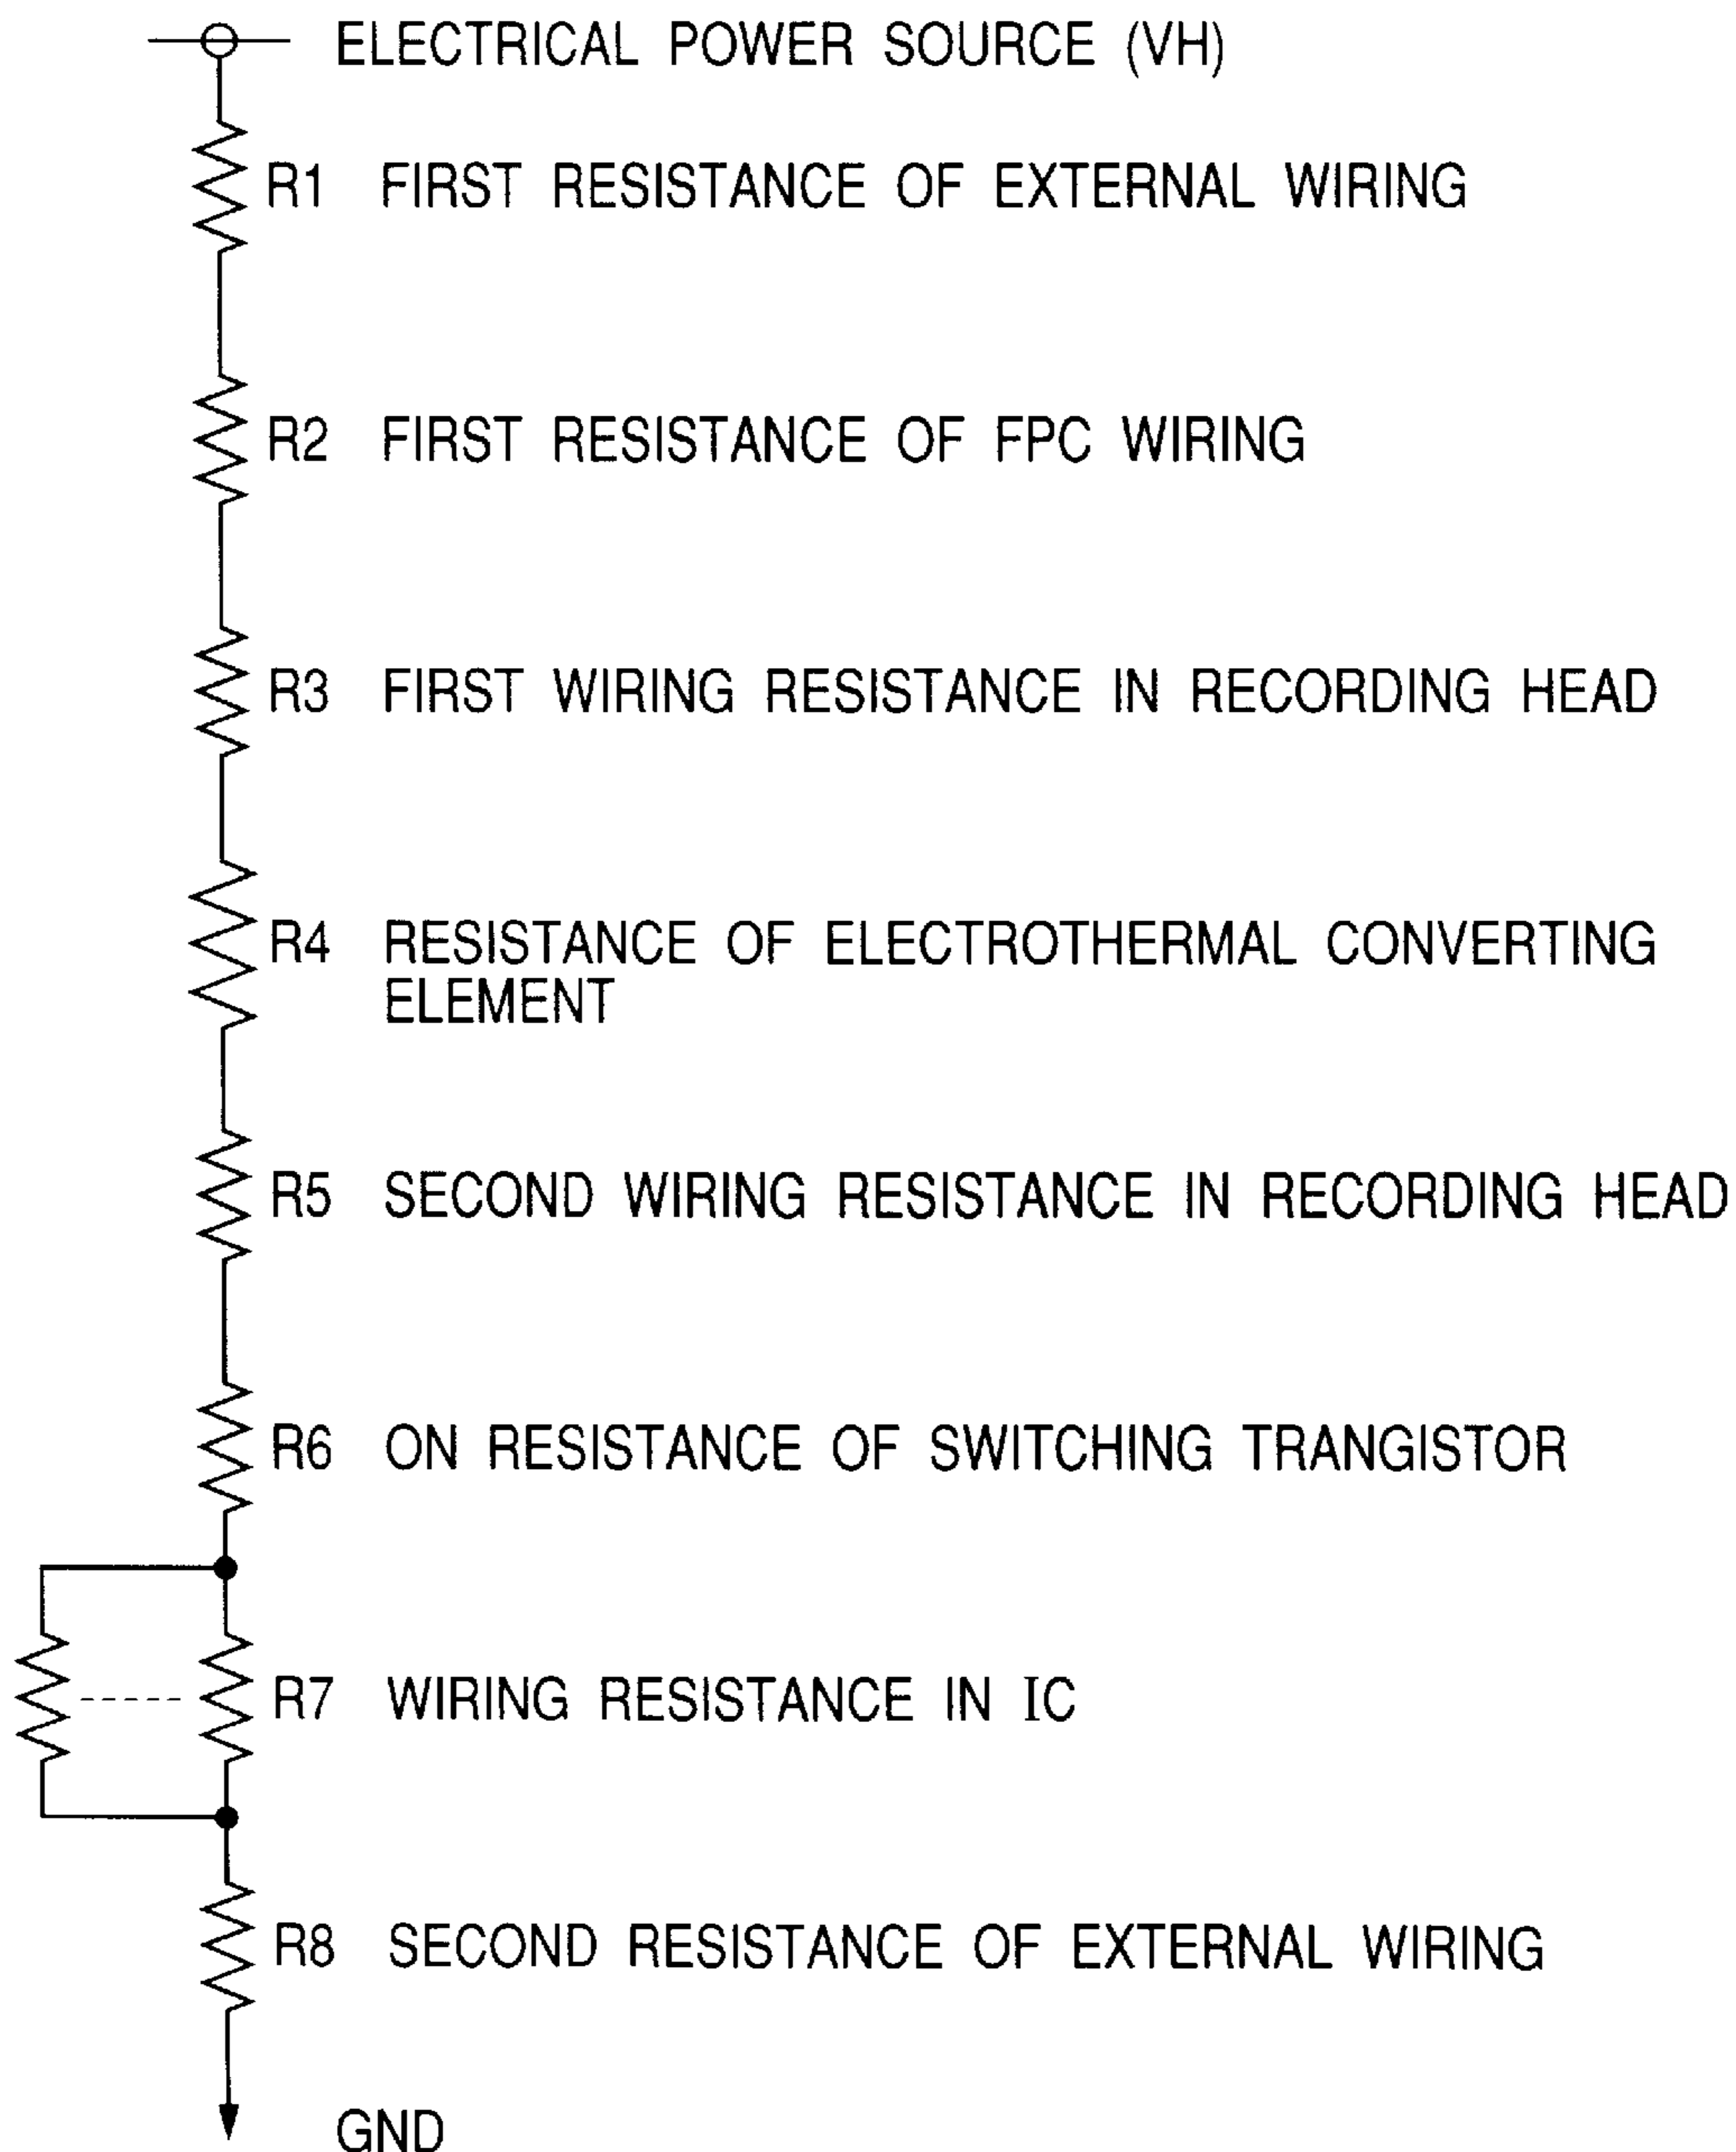 ELECTRICAL POWER SOURCE (VH)
R1 FIRST RESISTANCE OF EXTERNAL WIRING
R2 FIRST RESISTANCE OF FPC WIRING
R3 FIRST WIRING RESISTANCE IN RECORDING HEAD
R4 RESISTANCE OF ELECTROTHERMAL CONVERTING
ELEMENT
R5 SECOND WIRING RESISTANCE IN RECORDING HEAD
R6 ON RESISTANCE OF SWITCHING TRANGISTOR
R7 WIRING RESISTANCE IN IC
R8 SECOND RESISTANCE OF EXTERNAL WIRING
GND